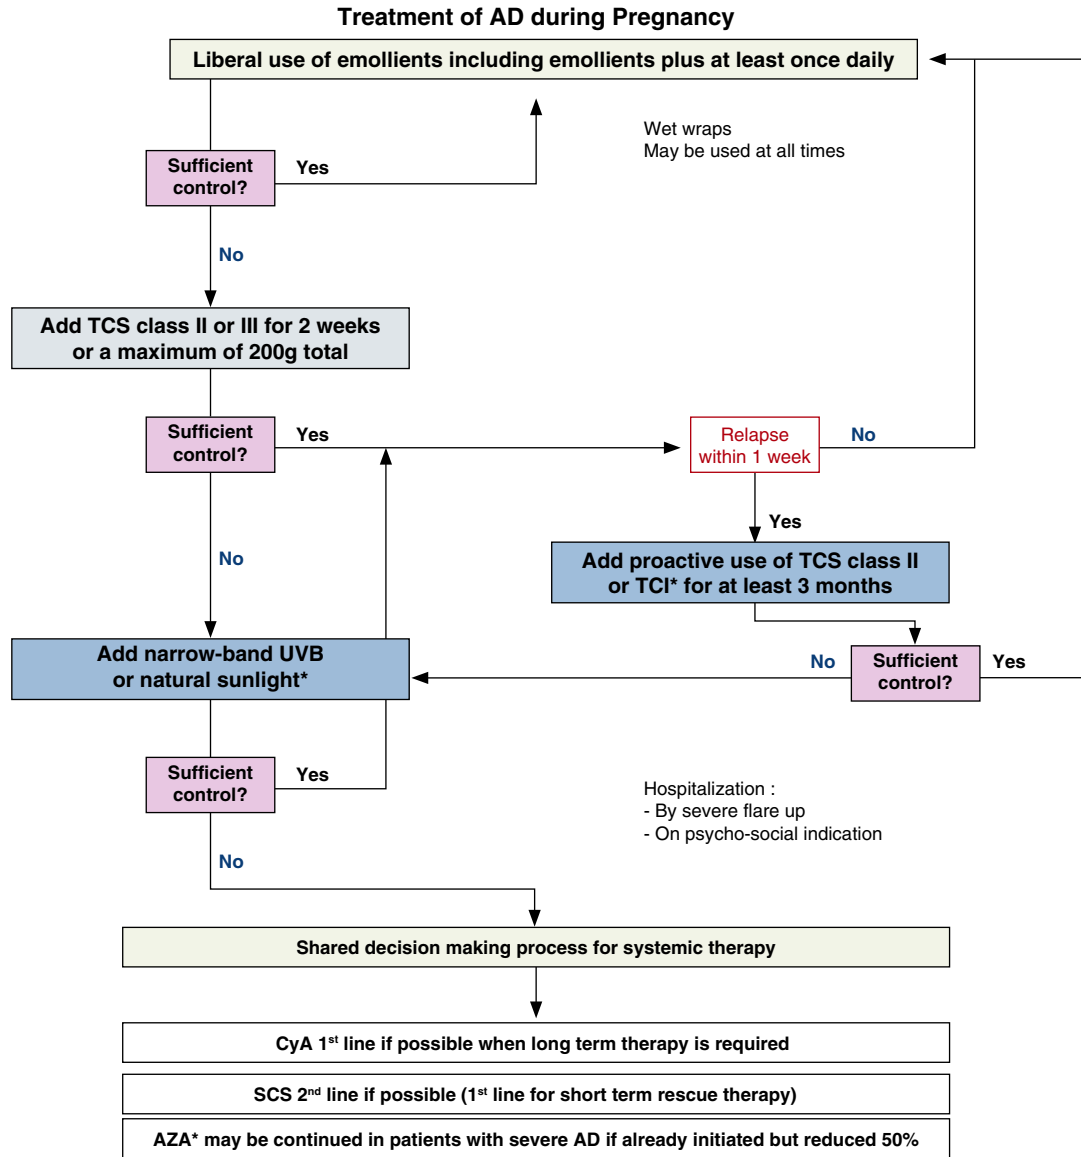 Treatment of AD during Pregnancy
Liberal use of emollients including emollients plus at least once daily
Wet wraps
May be used at all times
Sufficient
control?
Yes
No
Add TCS class II or III for 2 weeks
or a maximum of 200g total
Sufficient
control?
Yes
Relapse
within 1 week
No
Yes
No
Add proactive use of TCS class II
or TCI* for at least 3 months
Add narrow-band UVB
or natural sunlight*
No
Sufficient
control?
Yes
Sufficient
control?
Yes
Hospitalization :
- By severe flare up
- On psycho-social indication
No
Shared decision making process for systemic therapy
CyA 1st line if possible when long term therapy is required
SCS 2nd line if possible (1st line for short term rescue therapy)
AZA* may be continued in patients with severe AD if already initiated but reduced 50%